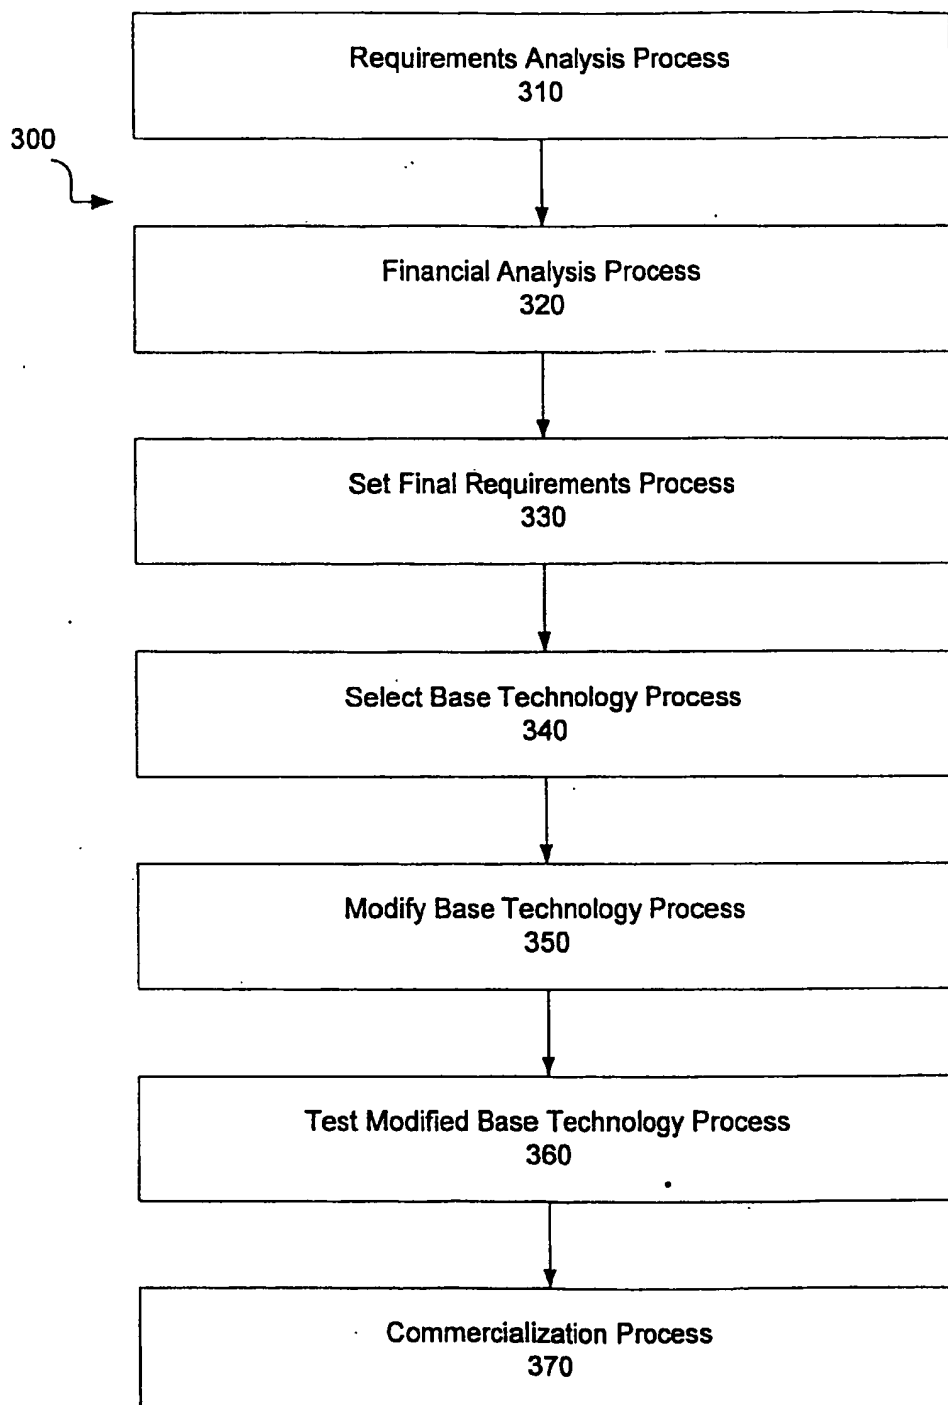 Requirements Analysis Process
310
300
Financial Analysis Process
320
Set Final Requirements Process
330
Select Base Technology Process
340
Modify Base Technology Process
350
Test Modified Base Technology Process
360
Commercialization Process
370